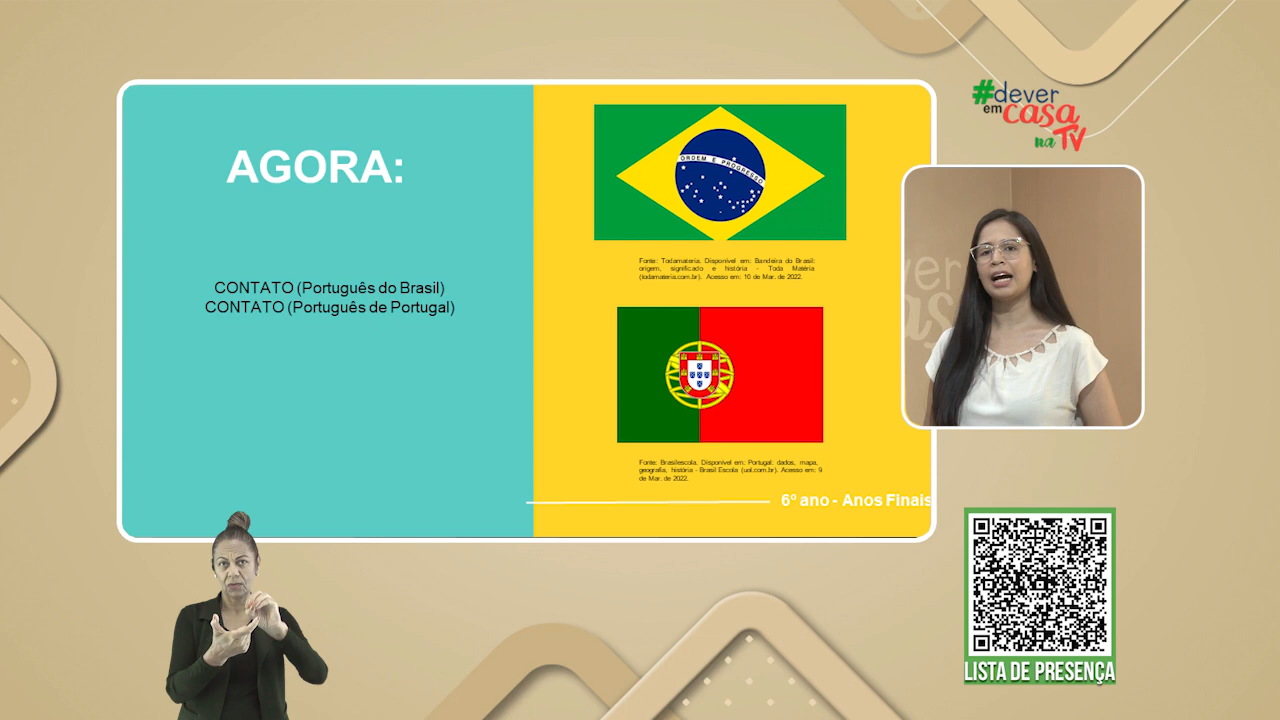 #dever
em casa
na TV
AGORA:
ORDEM E PROGRESSO
CONTATO (Português do Brasil)
CONTATO (Português de Portugal)
Fonte: Todamateria. Disponível em: Bandeira do Brasil:
origem, significado e história - Toda Matéria
(todamateria.com.br). Acesso em: 10 de Mar. de 2022.
Fonte: Brasilescola. Disponível em: Portugal: dados, mapa,
geografia, história - Brasil Escola (uol.com.br). Acesso em: 9
de Mar. de 2022.
6º ano - Anos Finais
LISTA DE PRESENÇA